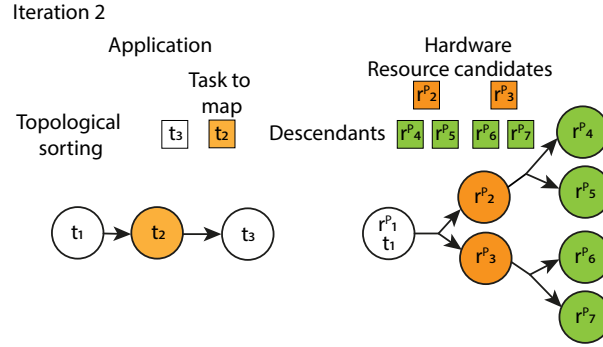 Iteration 2
Application
Hardware
Resource candidates
Task to
map
rᴾ₂ rᴾ₃
Topological
sorting
t₃ t₂
Descendants rᴾ₄ rᴾ₅ rᴾ₆ rᴾ₇
t₁ t₂ t₃
rᴾ₁
t₁
rᴾ₂
rᴾ₃
rᴾ₄
rᴾ₅
rᴾ₆
rᴾ₇